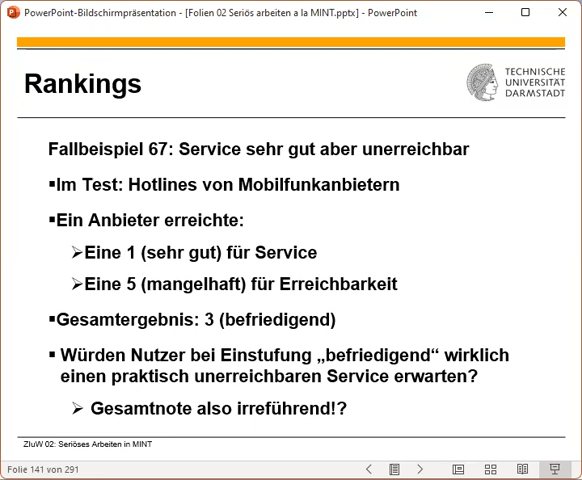 PowerPoint-Bildschirmpräsentation - [Folien 02 Seriös arbeiten a la MINT.pptx] - PowerPoint
Rankings
TECHNISCHE
UNIVERSITÄT
DARMSTADT
Fallbeispiel 67: Service sehr gut aber unerreichbar
▪Im Test: Hotlines von Mobilfunkanbietern
▪Ein Anbieter erreichte:
➢Eine 1 (sehr gut) für Service
➢Eine 5 (mangelhaft) für Erreichbarkeit
▪Gesamtergebnis: 3 (befriedigend)
▪ Würden Nutzer bei Einstufung „befriedigend“ wirklich
einen praktisch unerreichbaren Service erwarten?
➢ Gesamtnote also irreführend!?
ZIuW 02: Seriöses Arbeiten in MINT
Folie 141 von 291